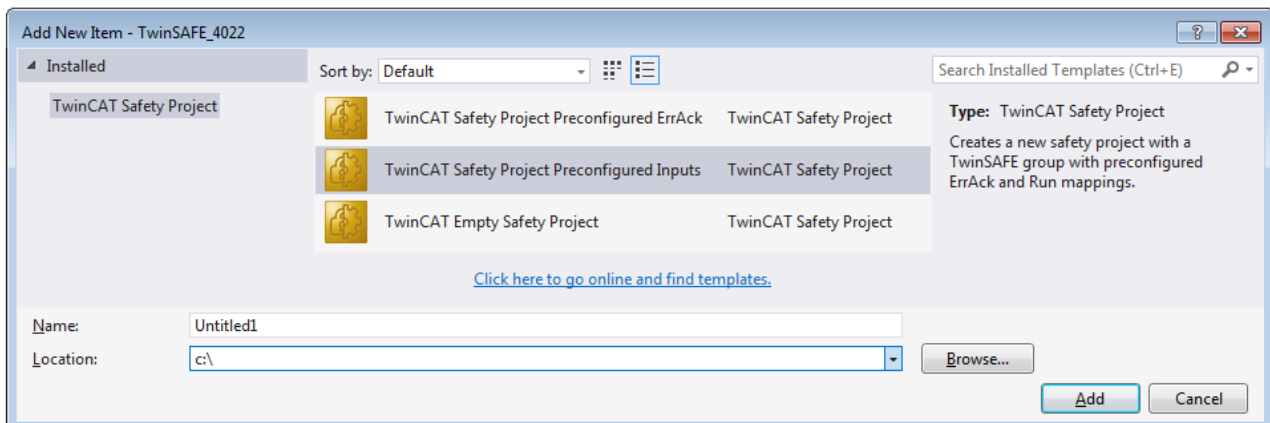 Add New Item - TwinSAFE_4022
Installed
TwinCAT Safety Project
Sort by: Default
Search Installed Templates (Ctrl+E)
TwinCAT Safety Project Preconfigured ErrAck TwinCAT Safety Project
TwinCAT Safety Project Preconfigured Inputs TwinCAT Safety Project
TwinCAT Empty Safety Project TwinCAT Safety Project
Type: TwinCAT Safety Project
Creates a new safety project with a
TwinSAFE group with preconfigured
ErrAck and Run mappings.
Click here to go online and find templates.
Name: Untitled1
Location: c:\
Browse...
Add Cancel